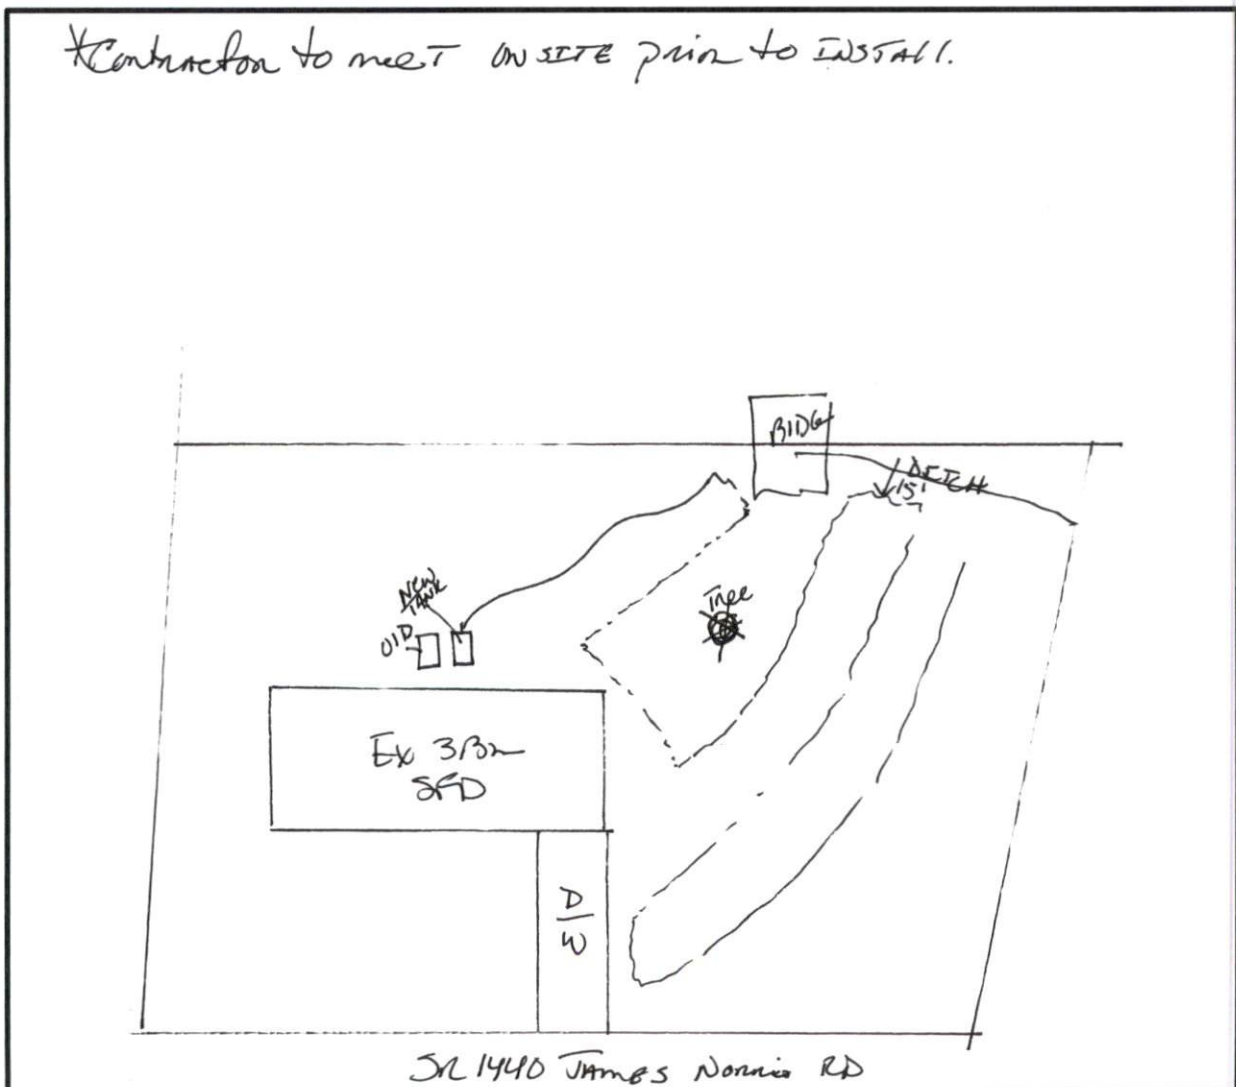 *Contractor to meet ON SITE prior to INSTALL.
BlDG
DITCH
15'
Tree
NEW
TANK
OlD
Ex 3Br
SFD
D/W
SR 1440 JAMES Norris RD